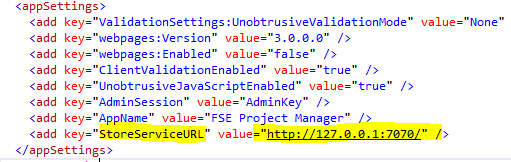 <appSettings>
<add key="ValidationSettings:UnobtrusiveValidationMode" value="None"
<add key="webpages:Version" value="3.0.0.0" />
<add key="webpages:Enabled" value="false" />
<add key="ClientValidationEnabled" value="true" />
<add key="UnobtrusiveJavaScriptEnabled" value="true" />
<add key="AdminSession" value="AdminKey" />
<add key="AppName" value="FSE Project Manager" />
<add key="StoreServiceURL" value="http://127.0.0.1:7070/" />
</appSettings>